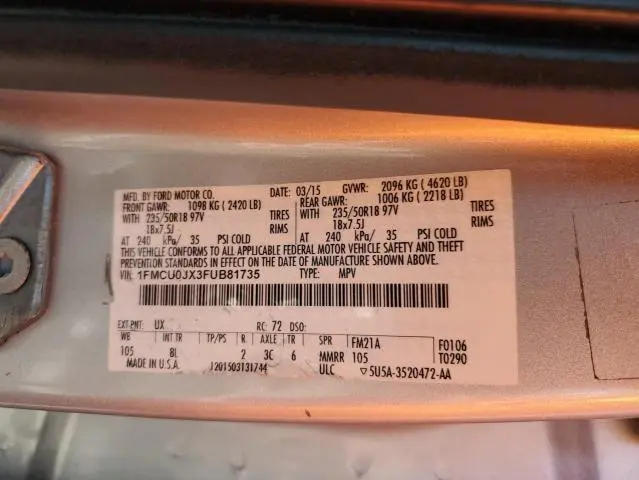 MFD. BY FORD MOTOR CO. DATE: 03/15 GVWR: 2096 KG ( 4620 LB)
FRONT GAWR: 1098 KG ( 2420 LB) REAR GAWR: 1006 KG ( 2218 LB)
WITH 235/50R18 97V TIRES WITH 235/50R18 97V TIRES
18x7.5J RIMS 18x7.5J RIMS
AT 240 kPa/ 35 PSI COLD AT 240 kPa/ 35 PSI COLD
THIS VEHICLE CONFORMS TO ALL APPLICABLE FEDERAL MOTOR VEHICLE SAFETY AND THEFT
PREVENTION STANDARDS IN EFFECT ON THE DATE OF MANUFACTURE SHOWN ABOVE.
VIN: 1FMCU0JX3FUB81735 TYPE: MPV
EXT PNT: UX RC: 72 DSO:
WB INT TR TP/PS R AXLE TR SPR FM21A F0106
105 8L 2 3C 6 MMRR 105 T0290
MADE IN U.S.A. 1201503131744 ULC ▽5U5A-3520472-AA